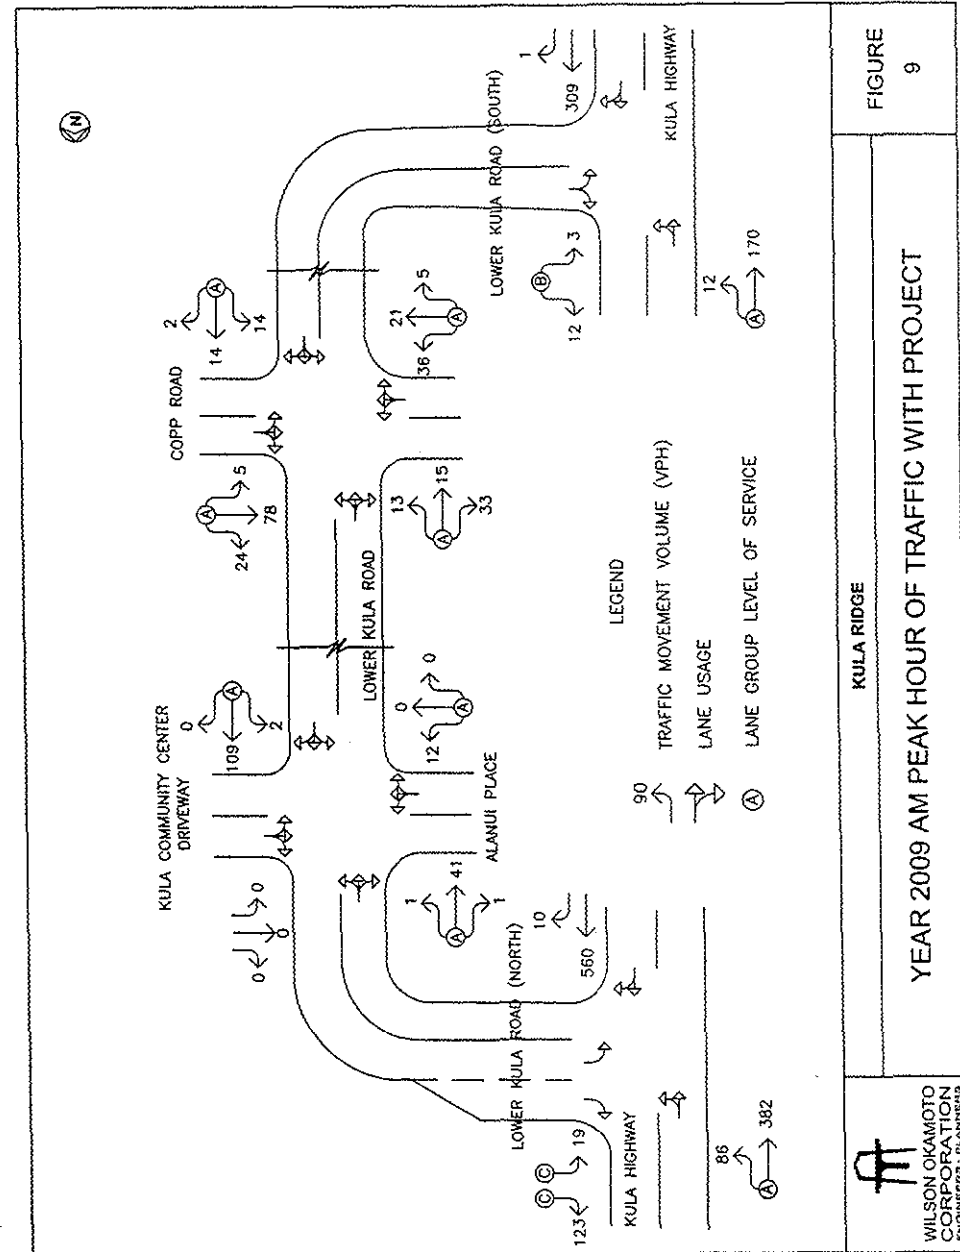 N
KULA COMMUNITY CENTER
DRIVEWAY
COPP ROAD
0
0
0
0
109
2
A
24
78
5
A
2
14
14
A
1
41
1
A
12
0
0
A
13
15
33
A
36
21
5
A
LOWER KULA ROAD
ALANUI PLACE
LOWER KULA ROAD (NORTH)
LOWER KULA ROAD (SOUTH)
123
19
C
C
10
560
12
3
B
1
309
KULA HIGHWAY
KULA HIGHWAY
86
382
A
12
170
A
LEGEND
90
TRAFFIC MOVEMENT VOLUME (VPH)
LANE USAGE
A
LANE GROUP LEVEL OF SERVICE
WILSON OKAMOTO
CORPORATION
ENGINEERS · PLANNERS
KULA RIDGE
YEAR 2009 AM PEAK HOUR OF TRAFFIC WITH PROJECT
FIGURE
9